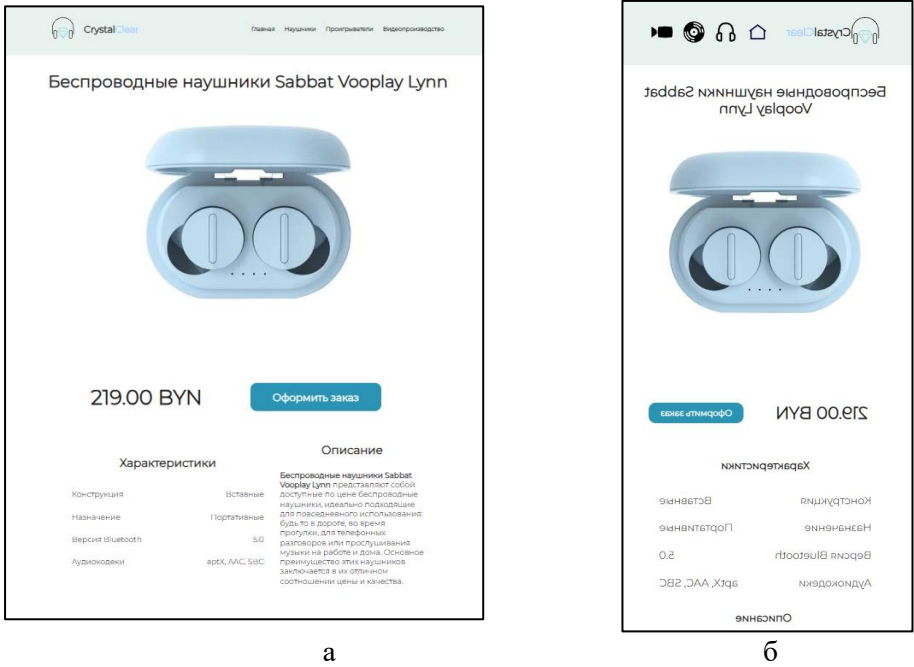 CrystalClear
Главная Наушники Проигрыватели Видеопроизводство
Беспроводные наушники Sabbat Vooplay Lynn
219.00 BYN
Оформить заказ
Характеристики
Конструкция Вставные
Назначение Портативные
Версия Bluetooth 5.0
Аудиокодеки aptX, AAC, SBC
Описание
Беспроводные наушники Sabbat
Vooplay Lynn представляют собой
доступные по цене беспроводные
наушники, идеально подходящие
для повседневного использования:
будь то в дороге, во время
прогулки, для телефонных
разговоров или прослушивания
музыки на работе и дома. Основное
преимущество этих наушников
заключается в их отличном
соотношении цены и качества.
а
CrystalClear
Беспроводные наушники Sabbat
Vooplay Lynn
219.00 BYN
Оформить заказ
Характеристики
Конструкция Вставные
Назначение Портативные
Версия Bluetooth 5.0
Аудиокодеки aptX, AAC, SBC
Описание
б